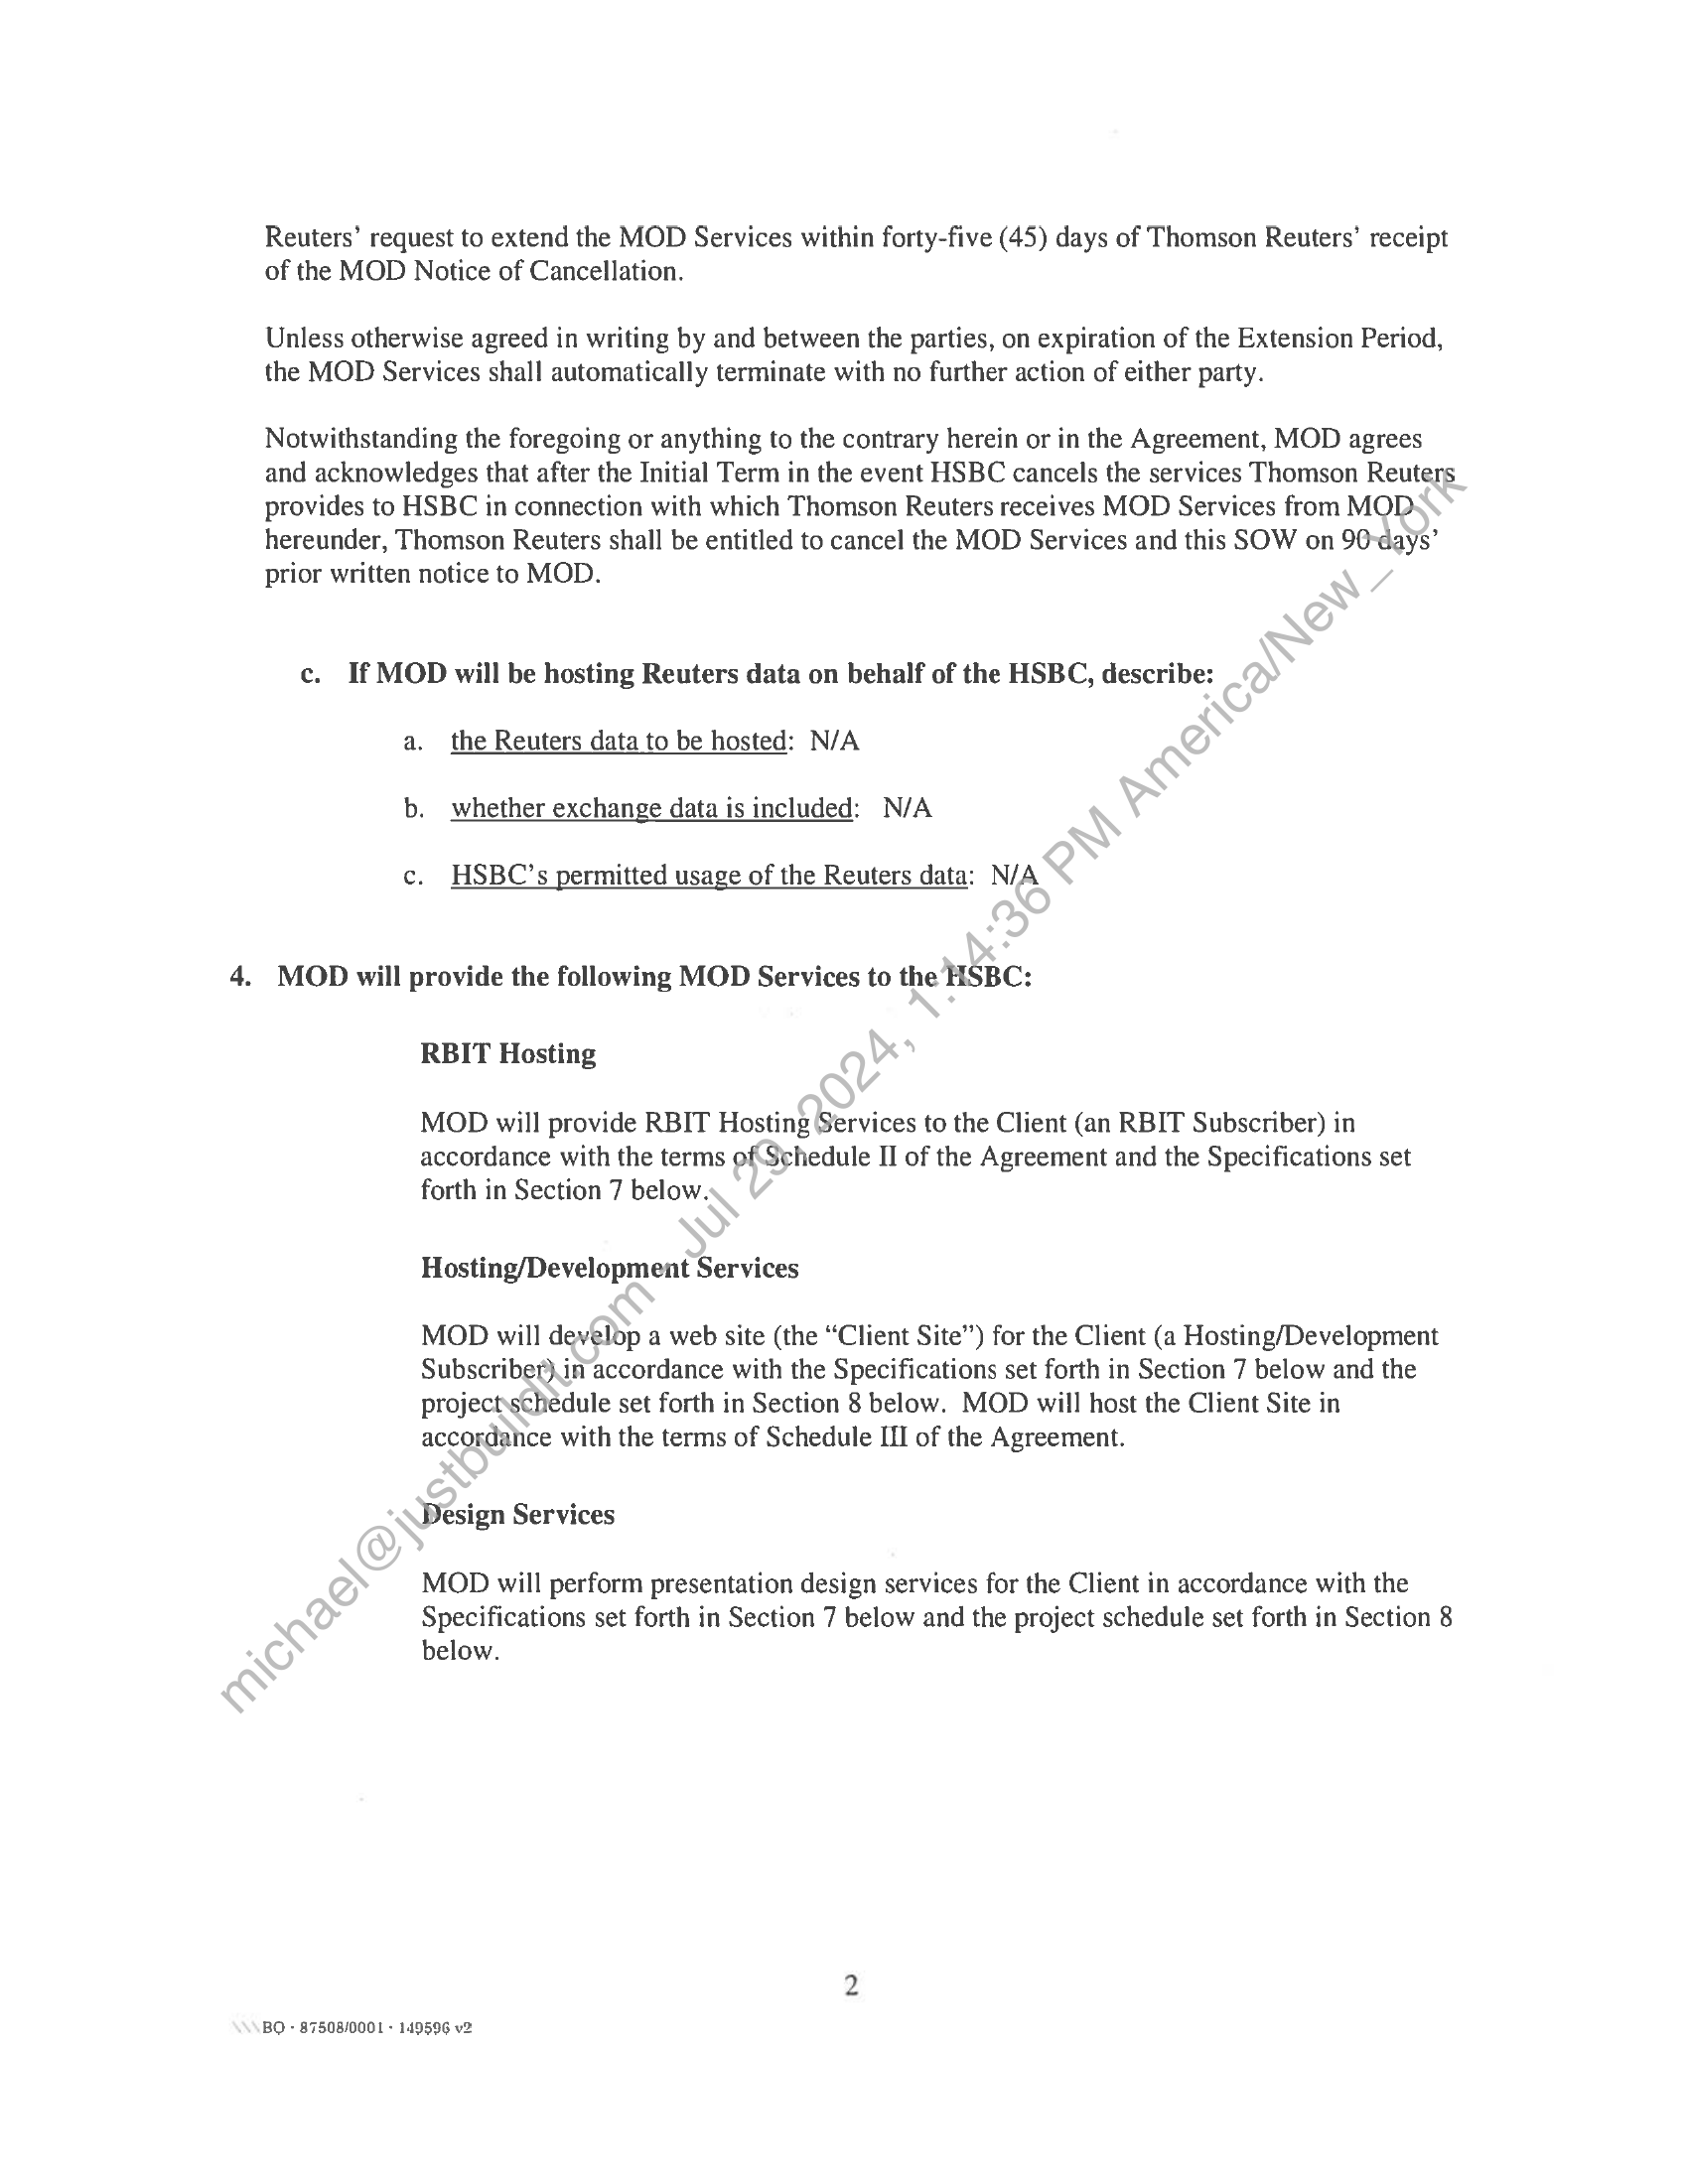 Reuters’ request to extend the MOD Services within forty-five (45) days of Thomson Reuters’ receipt
of the MOD Notice of Cancellation.
Unless otherwise agreed in writing by and between the parties, on expiration of the Extension Period,
the MOD Services shall automatically terminate with no further action of either party.
Notwithstanding the foregoing or anything to the contrary herein or in the Agreement, MOD agrees
and acknowledges that after the Initial Term in the event HSBC cancels the services Thomson Reuters
provides to HSBC in connection with which Thomson Reuters receives MOD Services from MOD
hereunder, Thomson Reuters shall be entitled to cancel the MOD Services and this SOW on 90 days’
prior written notice to MOD.
c. If MOD will be hosting Reuters data on behalf of the HSBC, describe:
a. the Reuters data to be hosted: N/A
b. whether exchange data is included: N/A
c. HSBC’s permitted usage of the Reuters data: N/A
4. MOD will provide the following MOD Services to the HSBC:
RBIT Hosting
MOD will provide RBIT Hosting Services to the Client (an RBIT Subscriber) in
accordance with the terms of Schedule II of the Agreement and the Specifications set
forth in Section 7 below.
Hosting/Development Services
MOD will develop a web site (the “Client Site”) for the Client (a Hosting/Development
Subscriber) in accordance with the Specifications set forth in Section 7 below and the
project schedule set forth in Section 8 below. MOD will host the Client Site in
accordance with the terms of Schedule III of the Agreement.
Design Services
MOD will perform presentation design services for the Client in accordance with the
Specifications set forth in Section 7 below and the project schedule set forth in Section 8
below.
2
\\\BO - 87508/0001 - 149596 v2
michael@justbuildit.com - Jul 29, 2024, 1:14:36 PM America/New_York